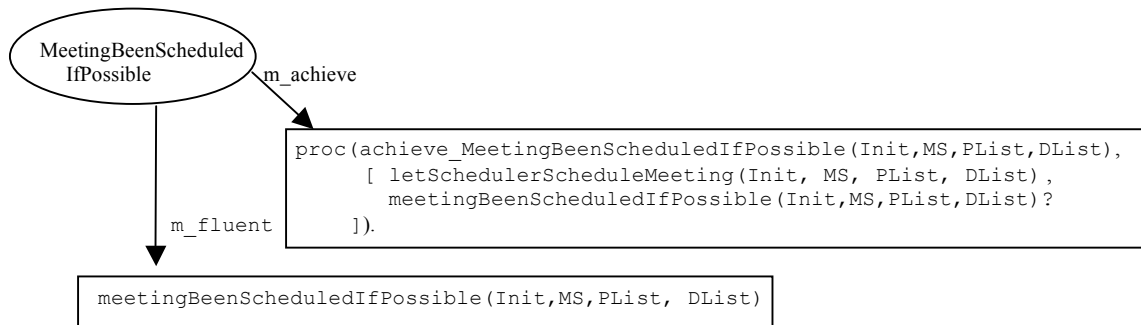 MeetingBeenScheduled
IfPossible
m_achieve
proc(achieve_MeetingBeenScheduledIfPossible(Init,MS,PList,DList),
[ letSchedulerScheduleMeeting(Init, MS, PList, DList),
meetingBeenScheduledIfPossible(Init,MS,PList,DList)?
]).
m_fluent
meetingBeenScheduledIfPossible(Init,MS,PList, DList)